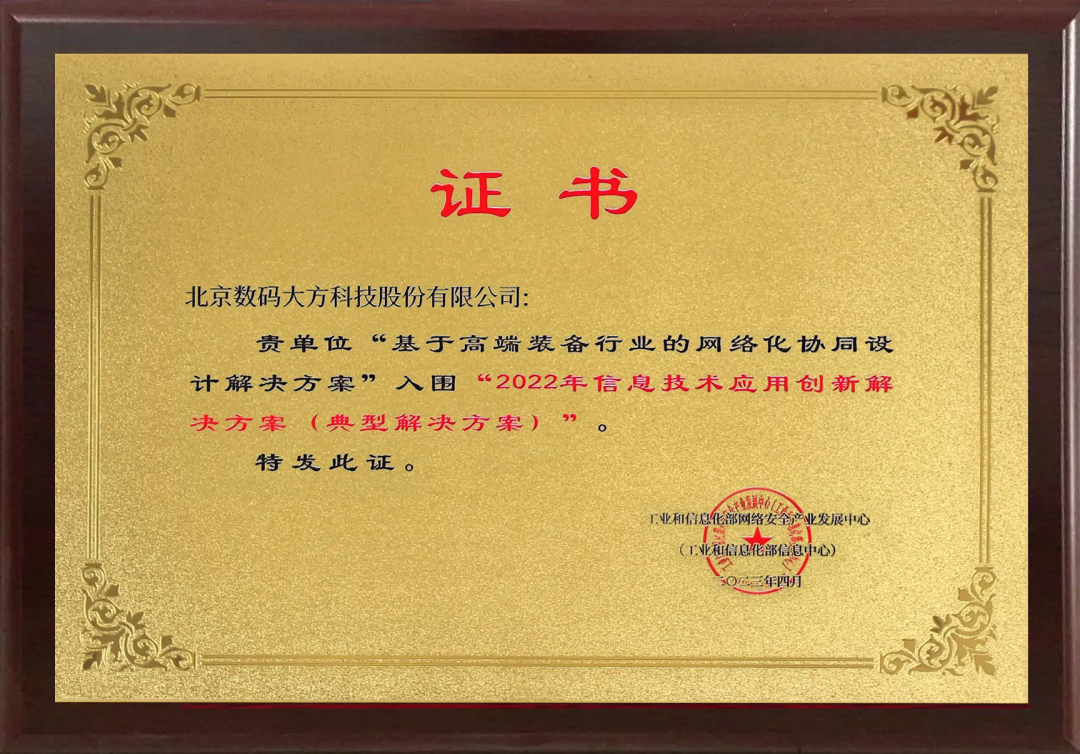 证书
北京数码大方科技股份有限公司:
贵单位“基于高端装备行业的网络化协同设
计解决方案”入围“2022年信息技术应用创新解
决方案（典型解决方案）”。
特发此证。
工业和信息化部网络安全产业发展中心
（工业和信息化部信息中心）
二〇二三年四月